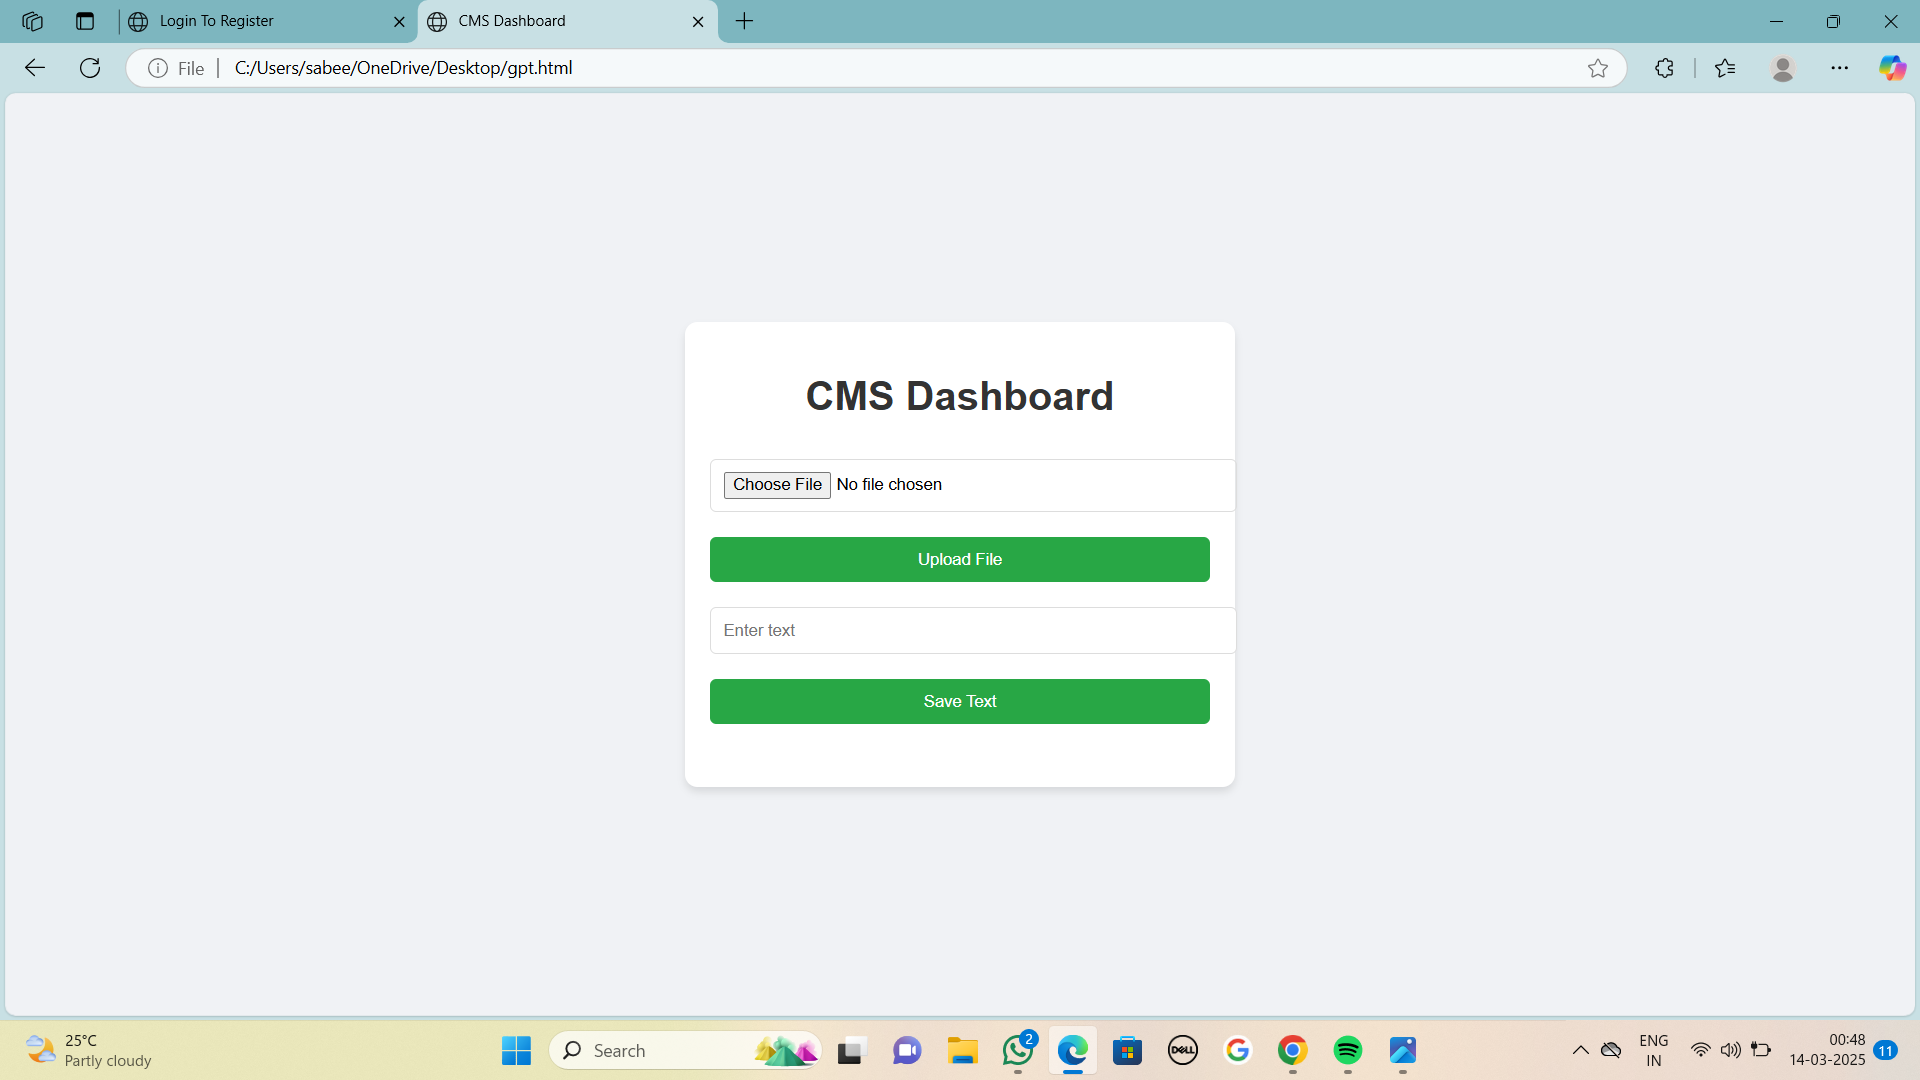 Login To Register
CMS Dashboard
File
C:/Users/sabee/OneDrive/Desktop/gpt.html
CMS Dashboard
Choose File No file chosen
Upload File
Enter text
Save Text
25°C
Partly cloudy
Search
2
DELL
ENG
IN
00:48
14-03-2025
11